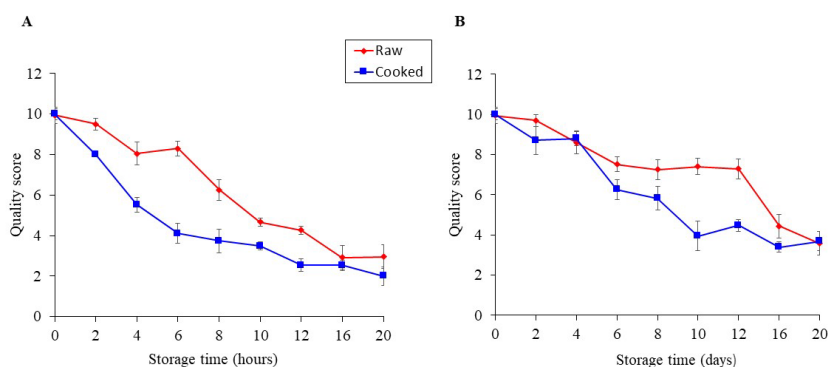 A
B
Raw
Cooked
12
10
8
6
4
2
0
Quality score
0 2 4 6 8 10 12 16 20
Storage time (hours)
12
10
8
6
4
2
0
Quality score
0 2 4 6 8 10 12 16 20
Storage time (days)